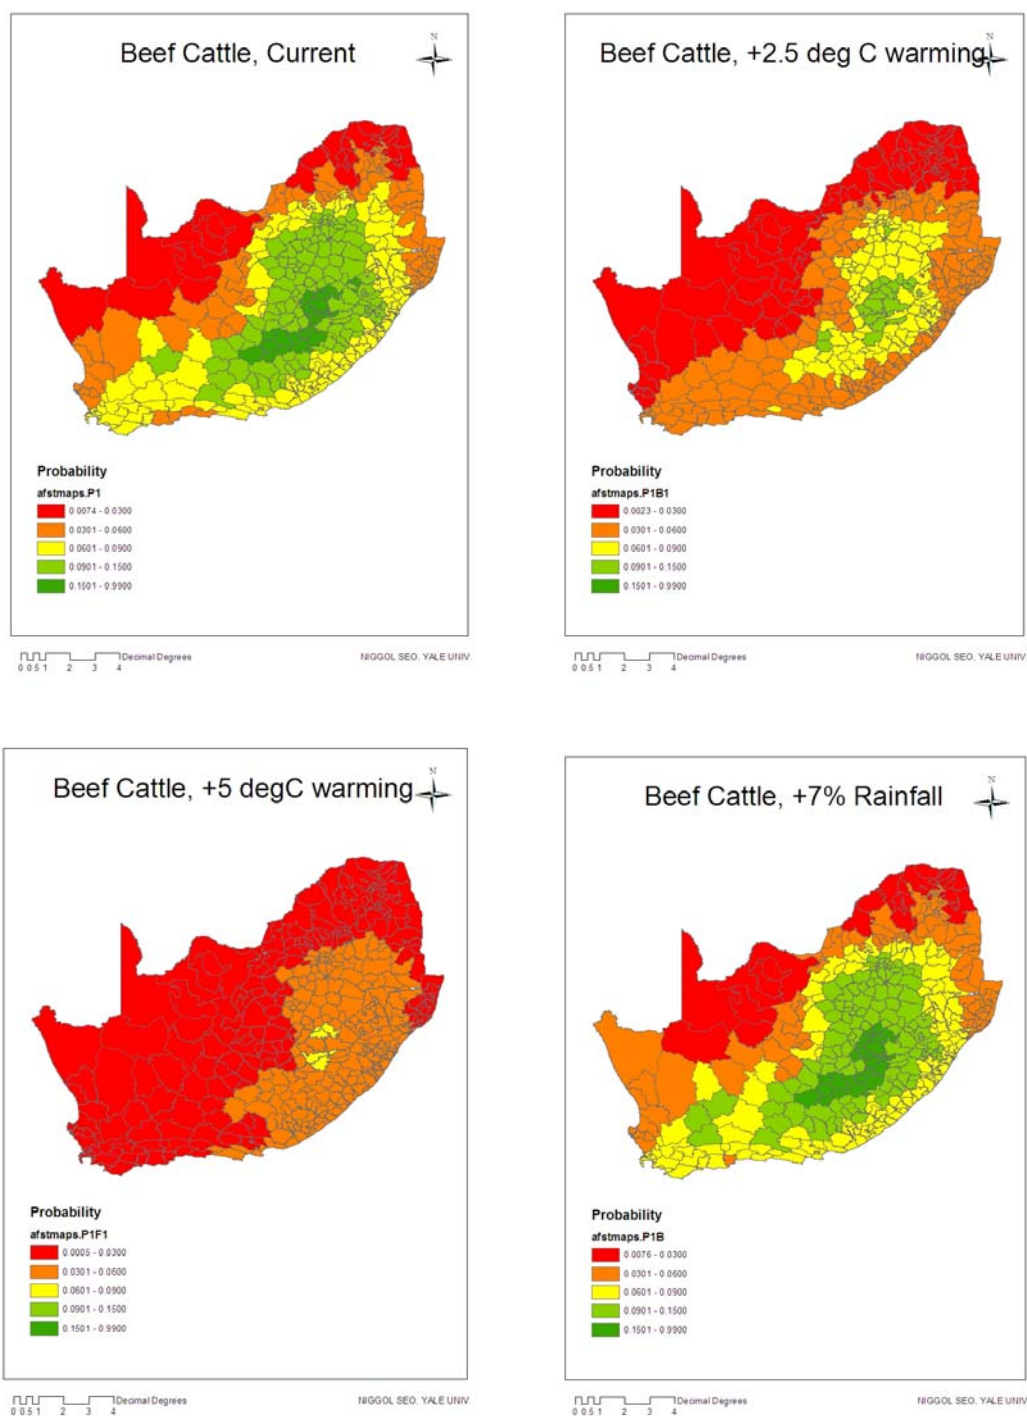 Beef Cattle, Current
N
Probability
afstmaps.P1
0.0074 - 0.0300
0.0301 - 0.0600
0.0601 - 0.0900
0.0901 - 0.1500
0.1501 - 0.9900
Decimal Degrees
0 0.5 1 2 3 4
NIGGOL SEO, YALE UNIV.
Beef Cattle, +2.5 deg C warming
N
Probability
afstmaps.P1B1
0.0023 - 0.0300
0.0301 - 0.0600
0.0601 - 0.0900
0.0901 - 0.1500
0.1501 - 0.9900
Decimal Degrees
0 0.5 1 2 3 4
NIGGOL SEO, YALE UNIV
Beef Cattle, +5 degC warming
N
Probability
afstmaps.P1F1
0.0005 - 0.0300
0.0301 - 0.0600
0.0601 - 0.0900
0.0901 - 0.1500
0.1501 - 0.9900
Decimal Degrees
0 0.5 1 2 3 4
NIGGOL SEO, YALE UNIV
Beef Cattle, +7% Rainfall
N
Probability
afstmaps.P1B
0.0076 - 0.0300
0.0301 - 0.0600
0.0601 - 0.0900
0.0901 - 0.1500
0.1501 - 0.9900
Decimal Degrees
0 0.5 1 2 3 4
NIGGOL SEO, YALE UNIV